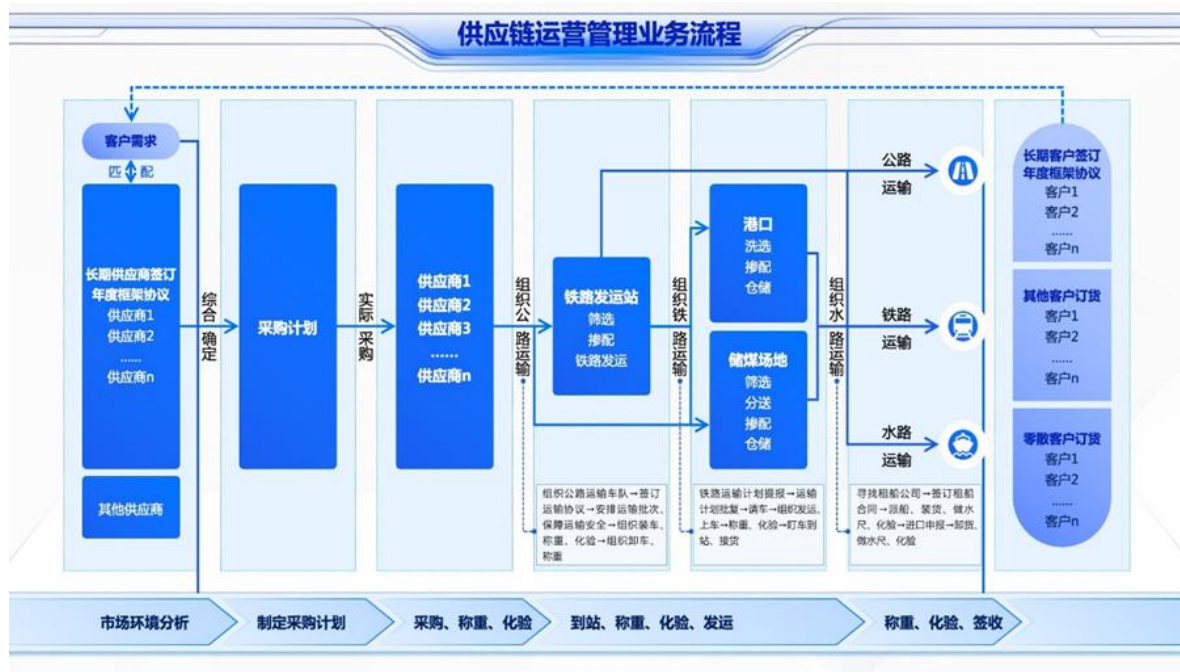 供应链运营管理业务流程
客户需求
匹 配
长期供应商签订
年度框架协议
供应商1
供应商2
......
供应商n
其他供应商
综合
确定
采购计划
实际
采购
供应商1
供应商2
供应商3
......
供应商n
组织公
路运输
铁路发运站
筛选
掺配
铁路发运
组织铁
路运输
港口
洗选
掺配
仓储
储煤场地
筛选
分送
掺配
仓储
组织水
路运输
公路
运输
铁路
运输
水路
运输
长期客户签订
年度框架协议
客户1
客户2
......
客户n
其他客户订货
客户1
客户2
......
客户n
零散客户订货
客户1
客户2
......
客户n
组织公路运输车队→签订
运输协议→安排运输批次、
保障运输安全→组织装车、
称重、化验→组织卸车、
称重
铁路运输计划提报→运输
计划批复→请车→组织发运、
上车→称重、化验→盯车到
站、接货
寻找租船公司→签订租船
合同→派船、装货、做水
尺、化验→进口申报→卸货、
做水尺、化验
市场环境分析
制定采购计划
采购、称重、化验
到站、称重、化验、发运
称重、化验、签收